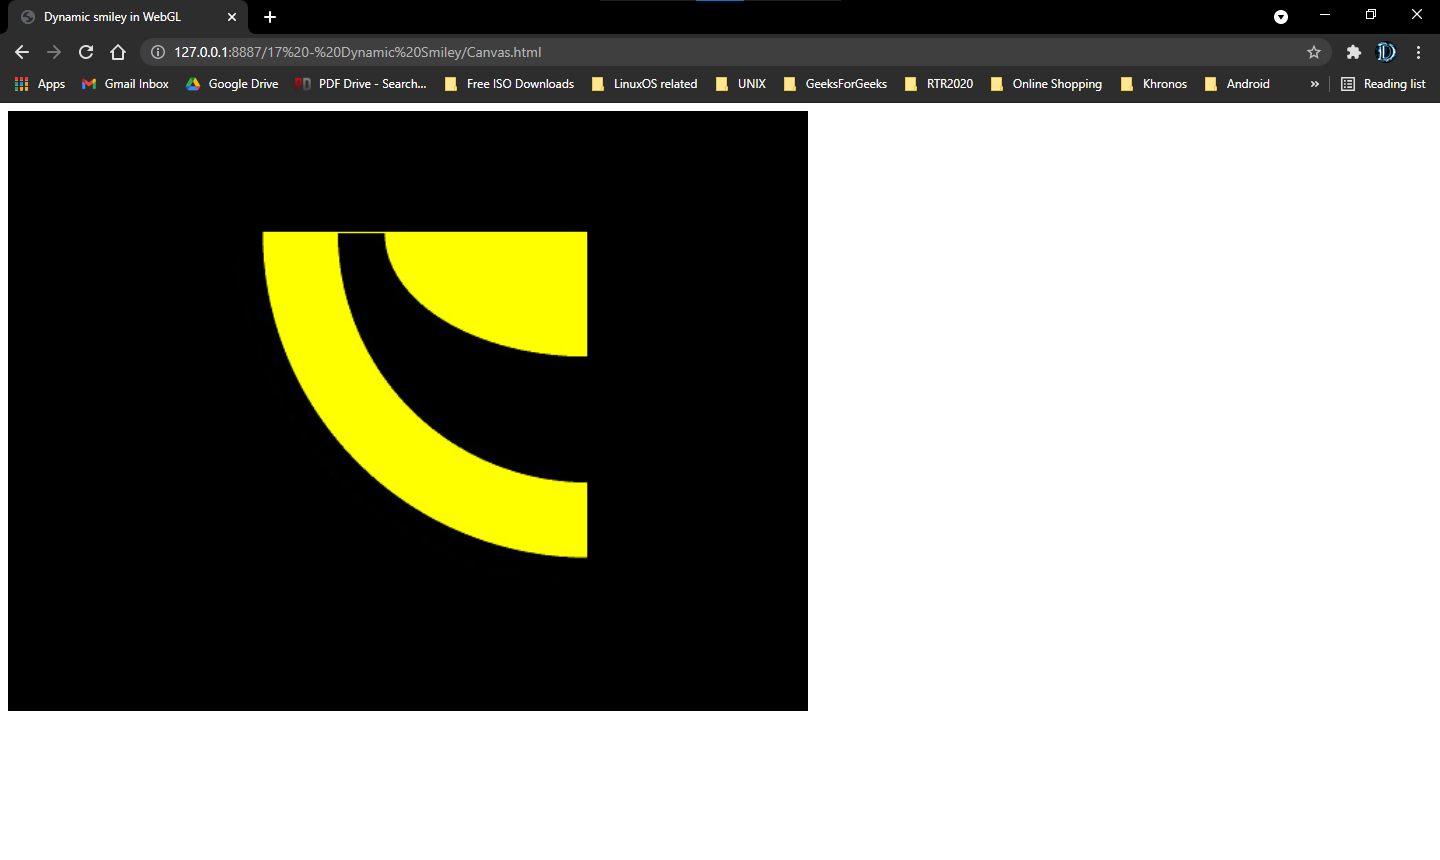 Dynamic smiley in WebGL
127.0.0.1:8887/17%20-%20Dynamic%20Smiley/Canvas.html
Apps Gmail Inbox Google Drive PDF Drive - Search... Free ISO Downloads LinuxOS related UNIX GeeksForGeeks RTR2020 Online Shopping Khronos Android » Reading list